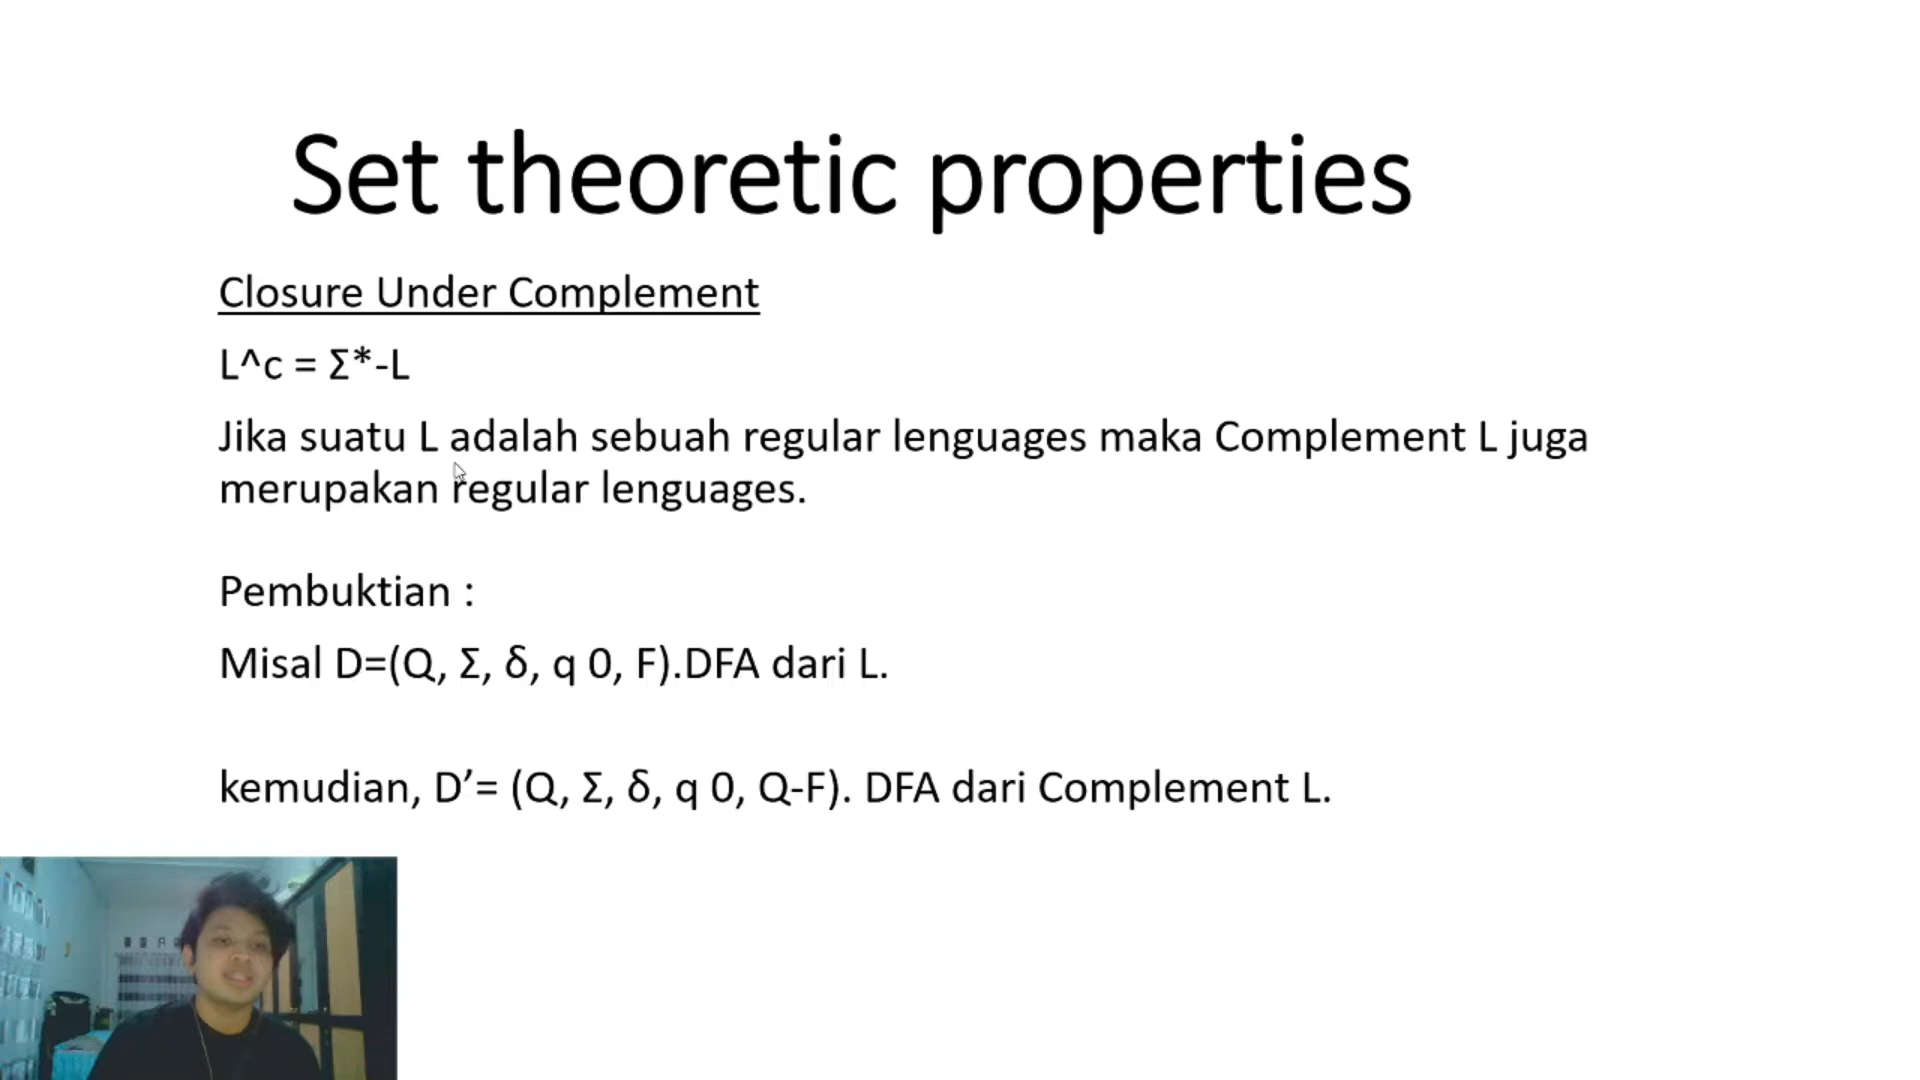 Set theoretic properties
Closure Under Complement
L^c = Σ*-L
Jika suatu L adalah sebuah regular lenguages maka Complement L juga
merupakan regular lenguages.
Pembuktian :
Misal D=(Q, Σ, δ, q 0, F).DFA dari L.
kemudian, D’= (Q, Σ, δ, q 0, Q-F). DFA dari Complement L.